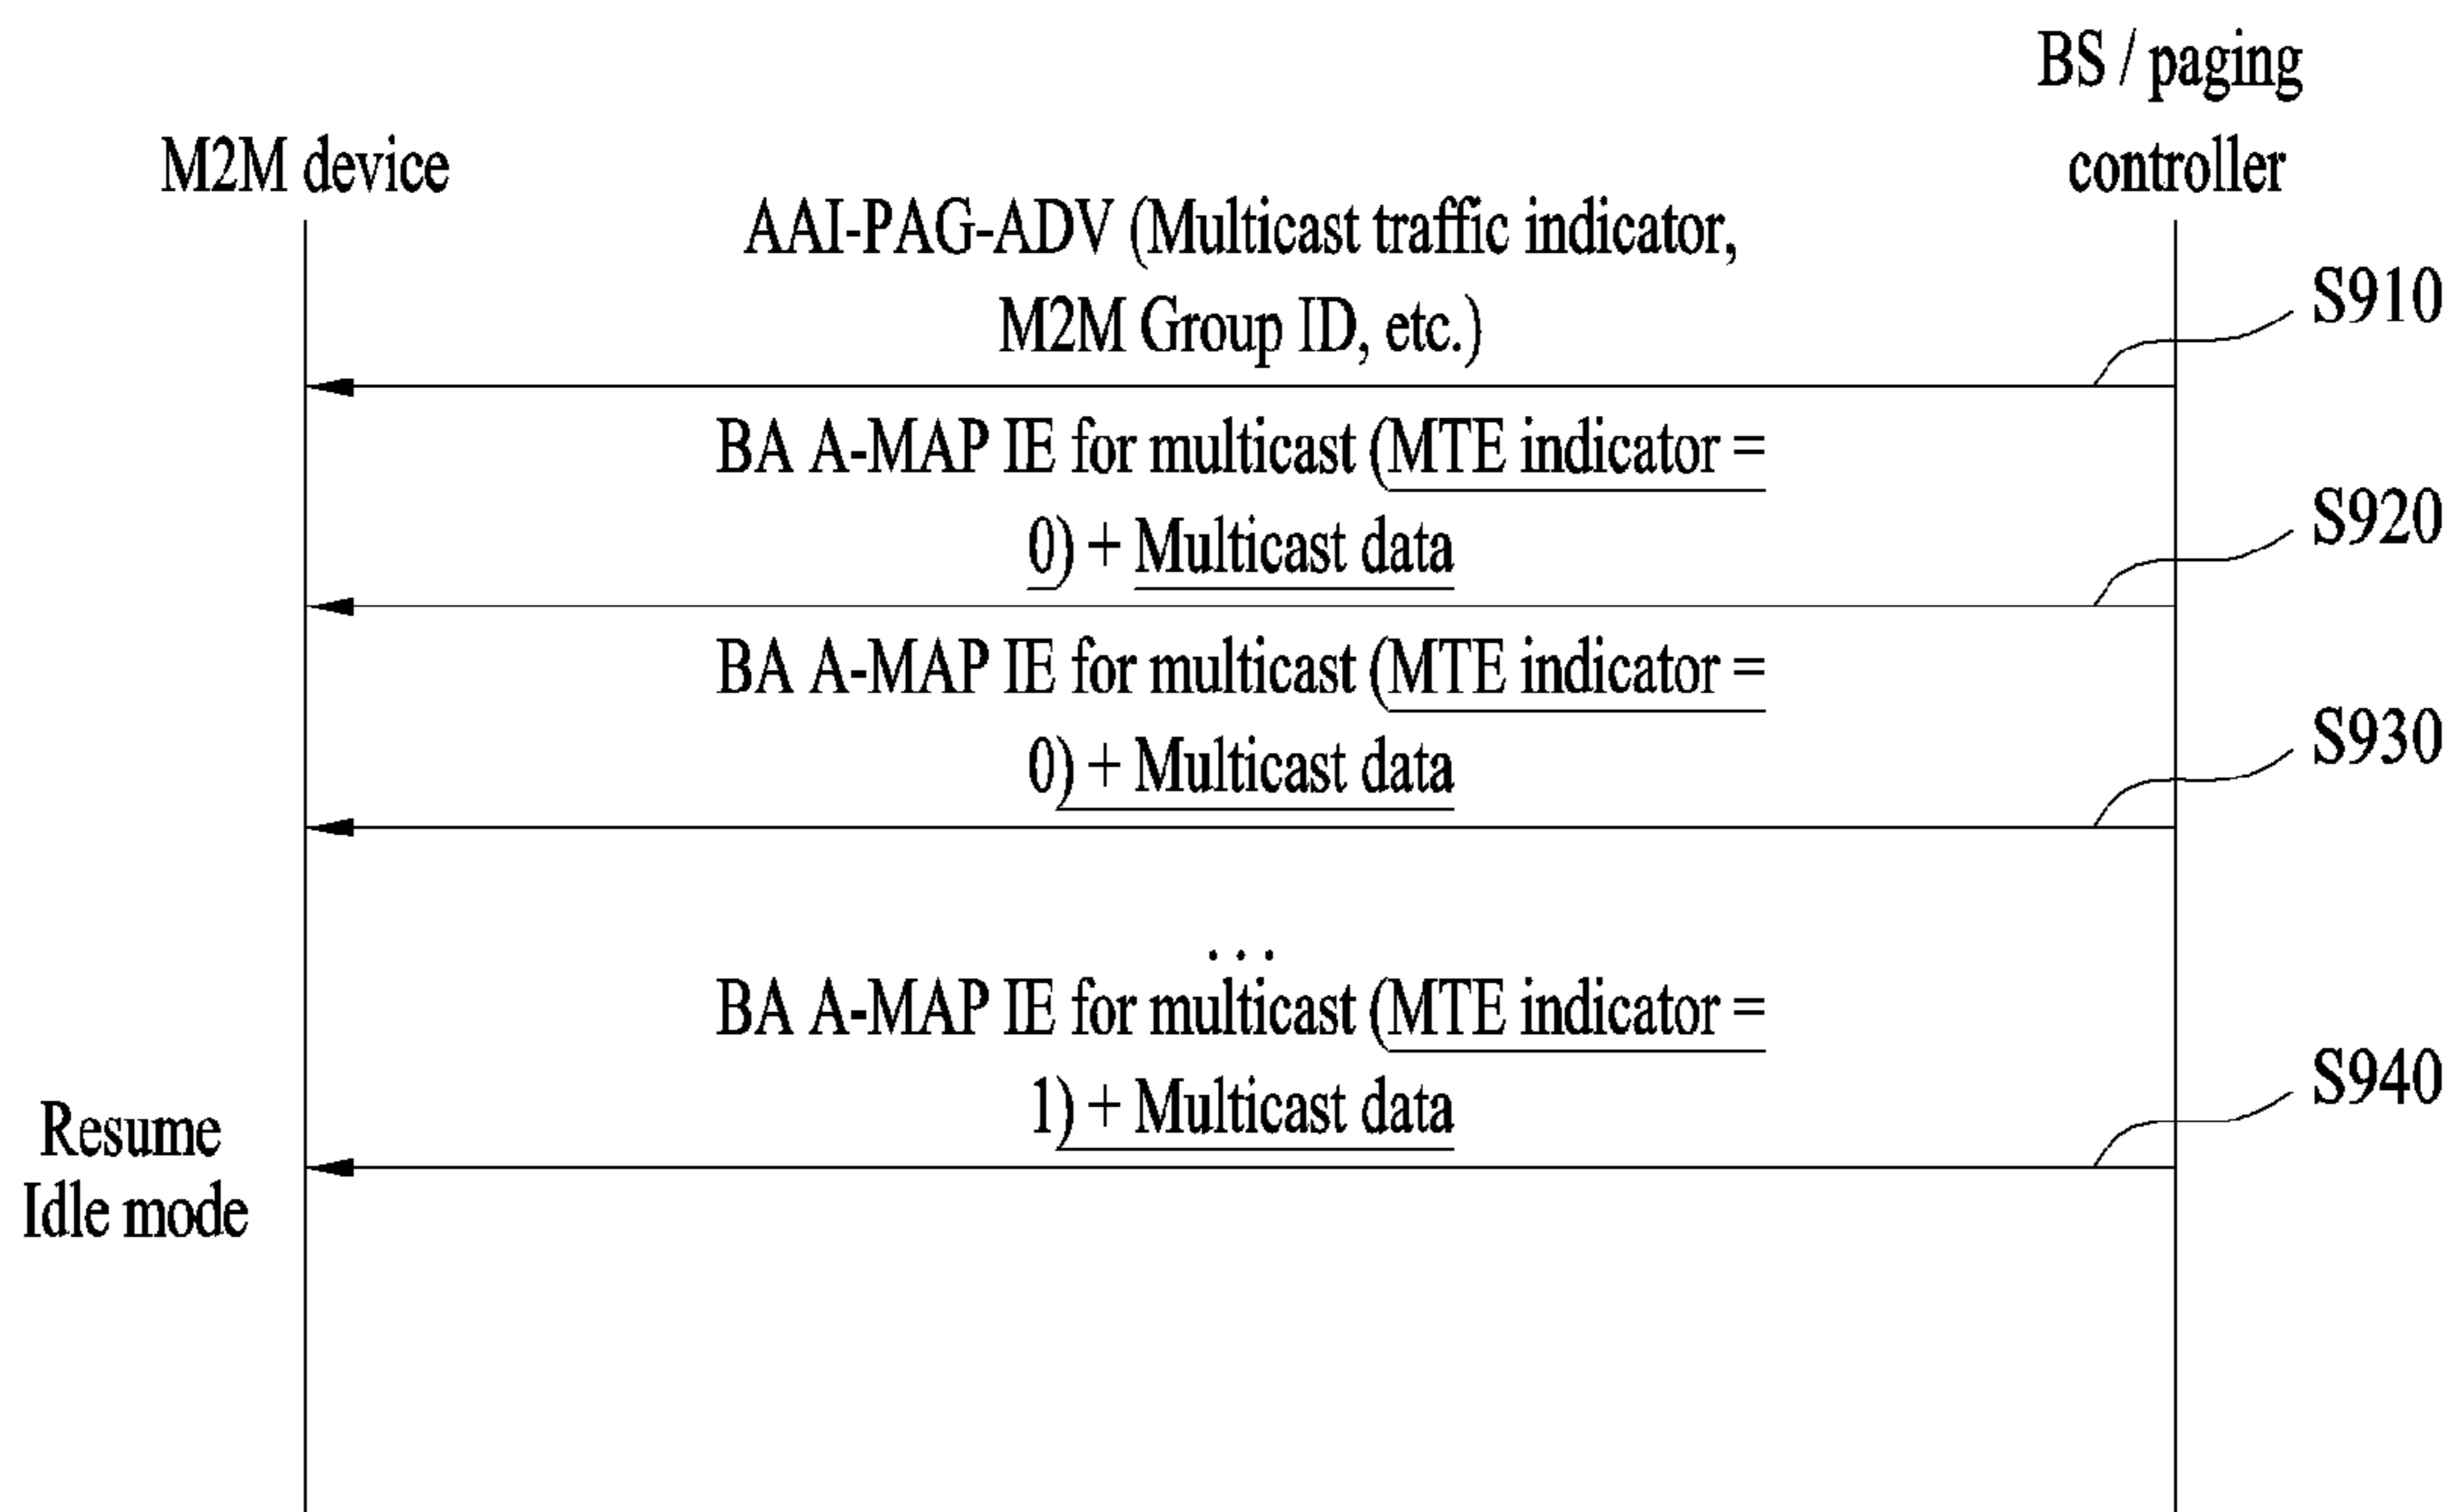 BS / paging
controller
M2M device
AAI-PAG-ADV (Multicast traffic indicator,
M2M Group ID, etc.)
S910
BA A-MAP IE for multicast (MTE indicator =
0) + Multicast data
S920
BA A-MAP IE for multicast (MTE indicator =
0) + Multicast data
S930
...
BA A-MAP IE for multicast (MTE indicator =
1) + Multicast data
S940
Resume
Idle mode